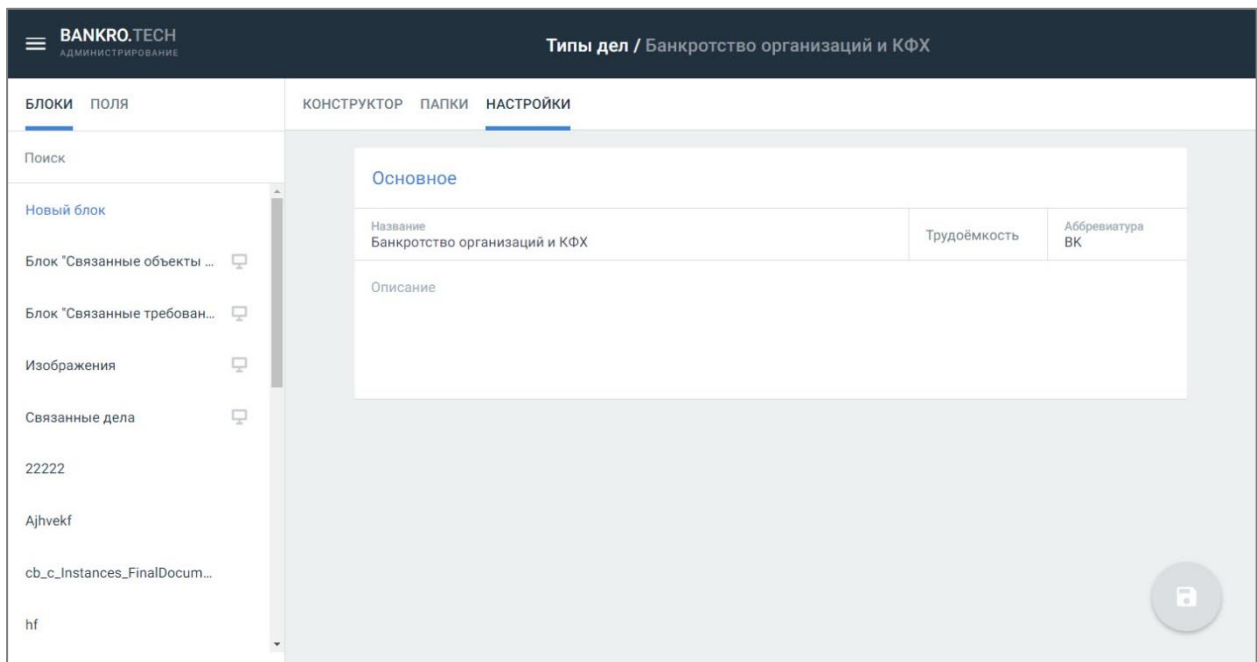 BANKRO.TECH
АДМИНИСТРИРОВАНИЕ
Типы дел / Банкротство организаций и КФХ
БЛОКИ ПОЛЯ
КОНСТРУКТОР ПАПКИ НАСТРОЙКИ
Поиск
Новый блок
Блок "Связанные объекты ...
Блок "Связанные требован...
Изображения
Связанные дела
22222
Ajhvekf
cb_c_Instances_FinalDocum...
hf
Основное
Название
Банкротство организаций и КФХ
Трудоёмкость
Аббревиатура
BK
Описание